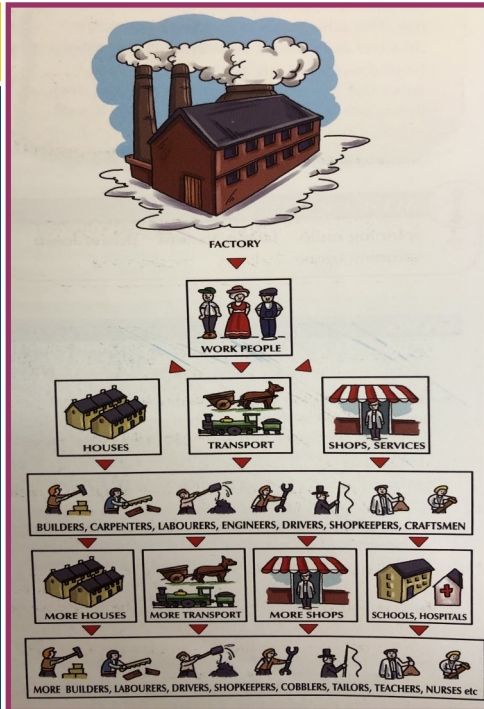 FACTORY
WORK PEOPLE
HOUSES
TRANSPORT
SHOPS, SERVICES
BUILDERS, CARPENTERS, LABOURERS, ENGINEERS, DRIVERS, SHOPKEEPERS, CRAFTSMEN
MORE HOUSES
MORE TRANSPORT
MORE SHOPS
SCHOOLS, HOSPITALS
MORE BUILDERS, LABOURERS, DRIVERS, SHOPKEEPERS, COBBLERS, TAILORS, TEACHERS, NURSES etc